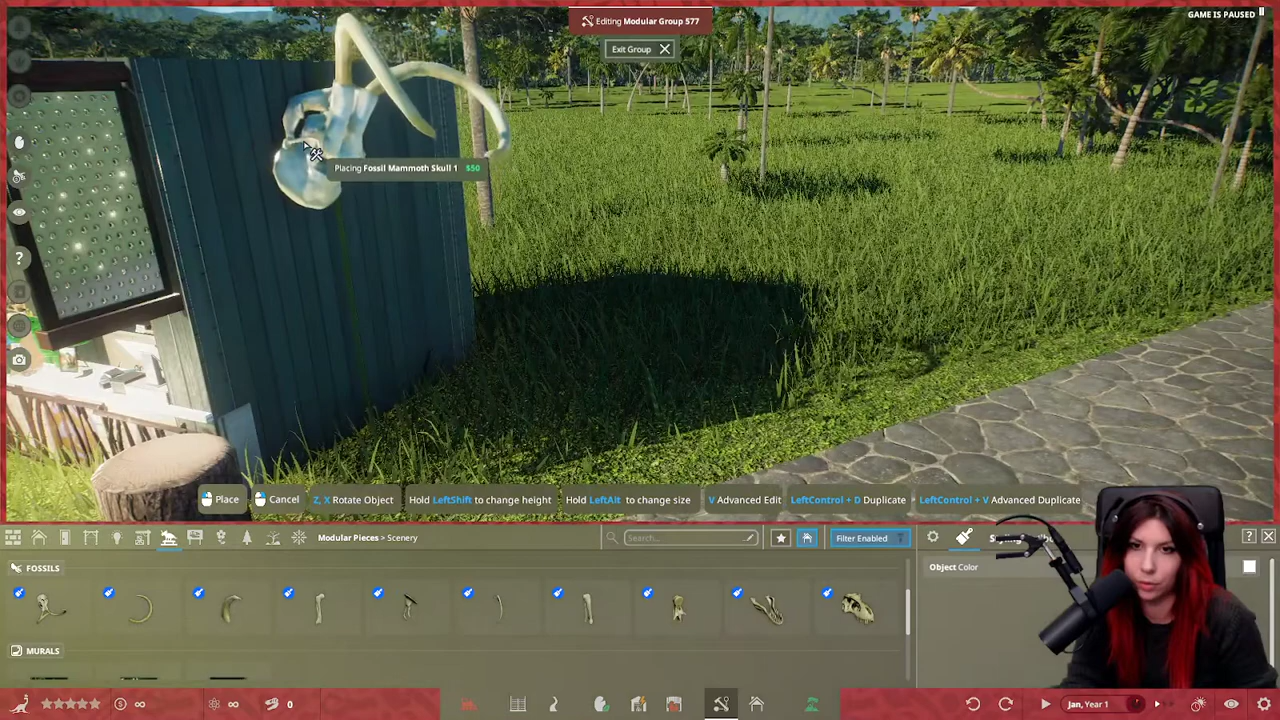 Editing Modular Group 577
GAME IS PAUSED
Exit Group
Placing Fossil Mammoth Skull 1 $50
?
Place
Cancel
Z, X Rotate Object
Hold LeftShift to change height
Hold LeftAlt to change size
V Advanced Edit
LeftControl + D Duplicate
LeftControl + V Advanced Duplicate
Modular Pieces > Scenery
Search...
Filter Enabled
?
FOSSILS
Object Color
MURALS
∞
∞
0
Jan, Year 1